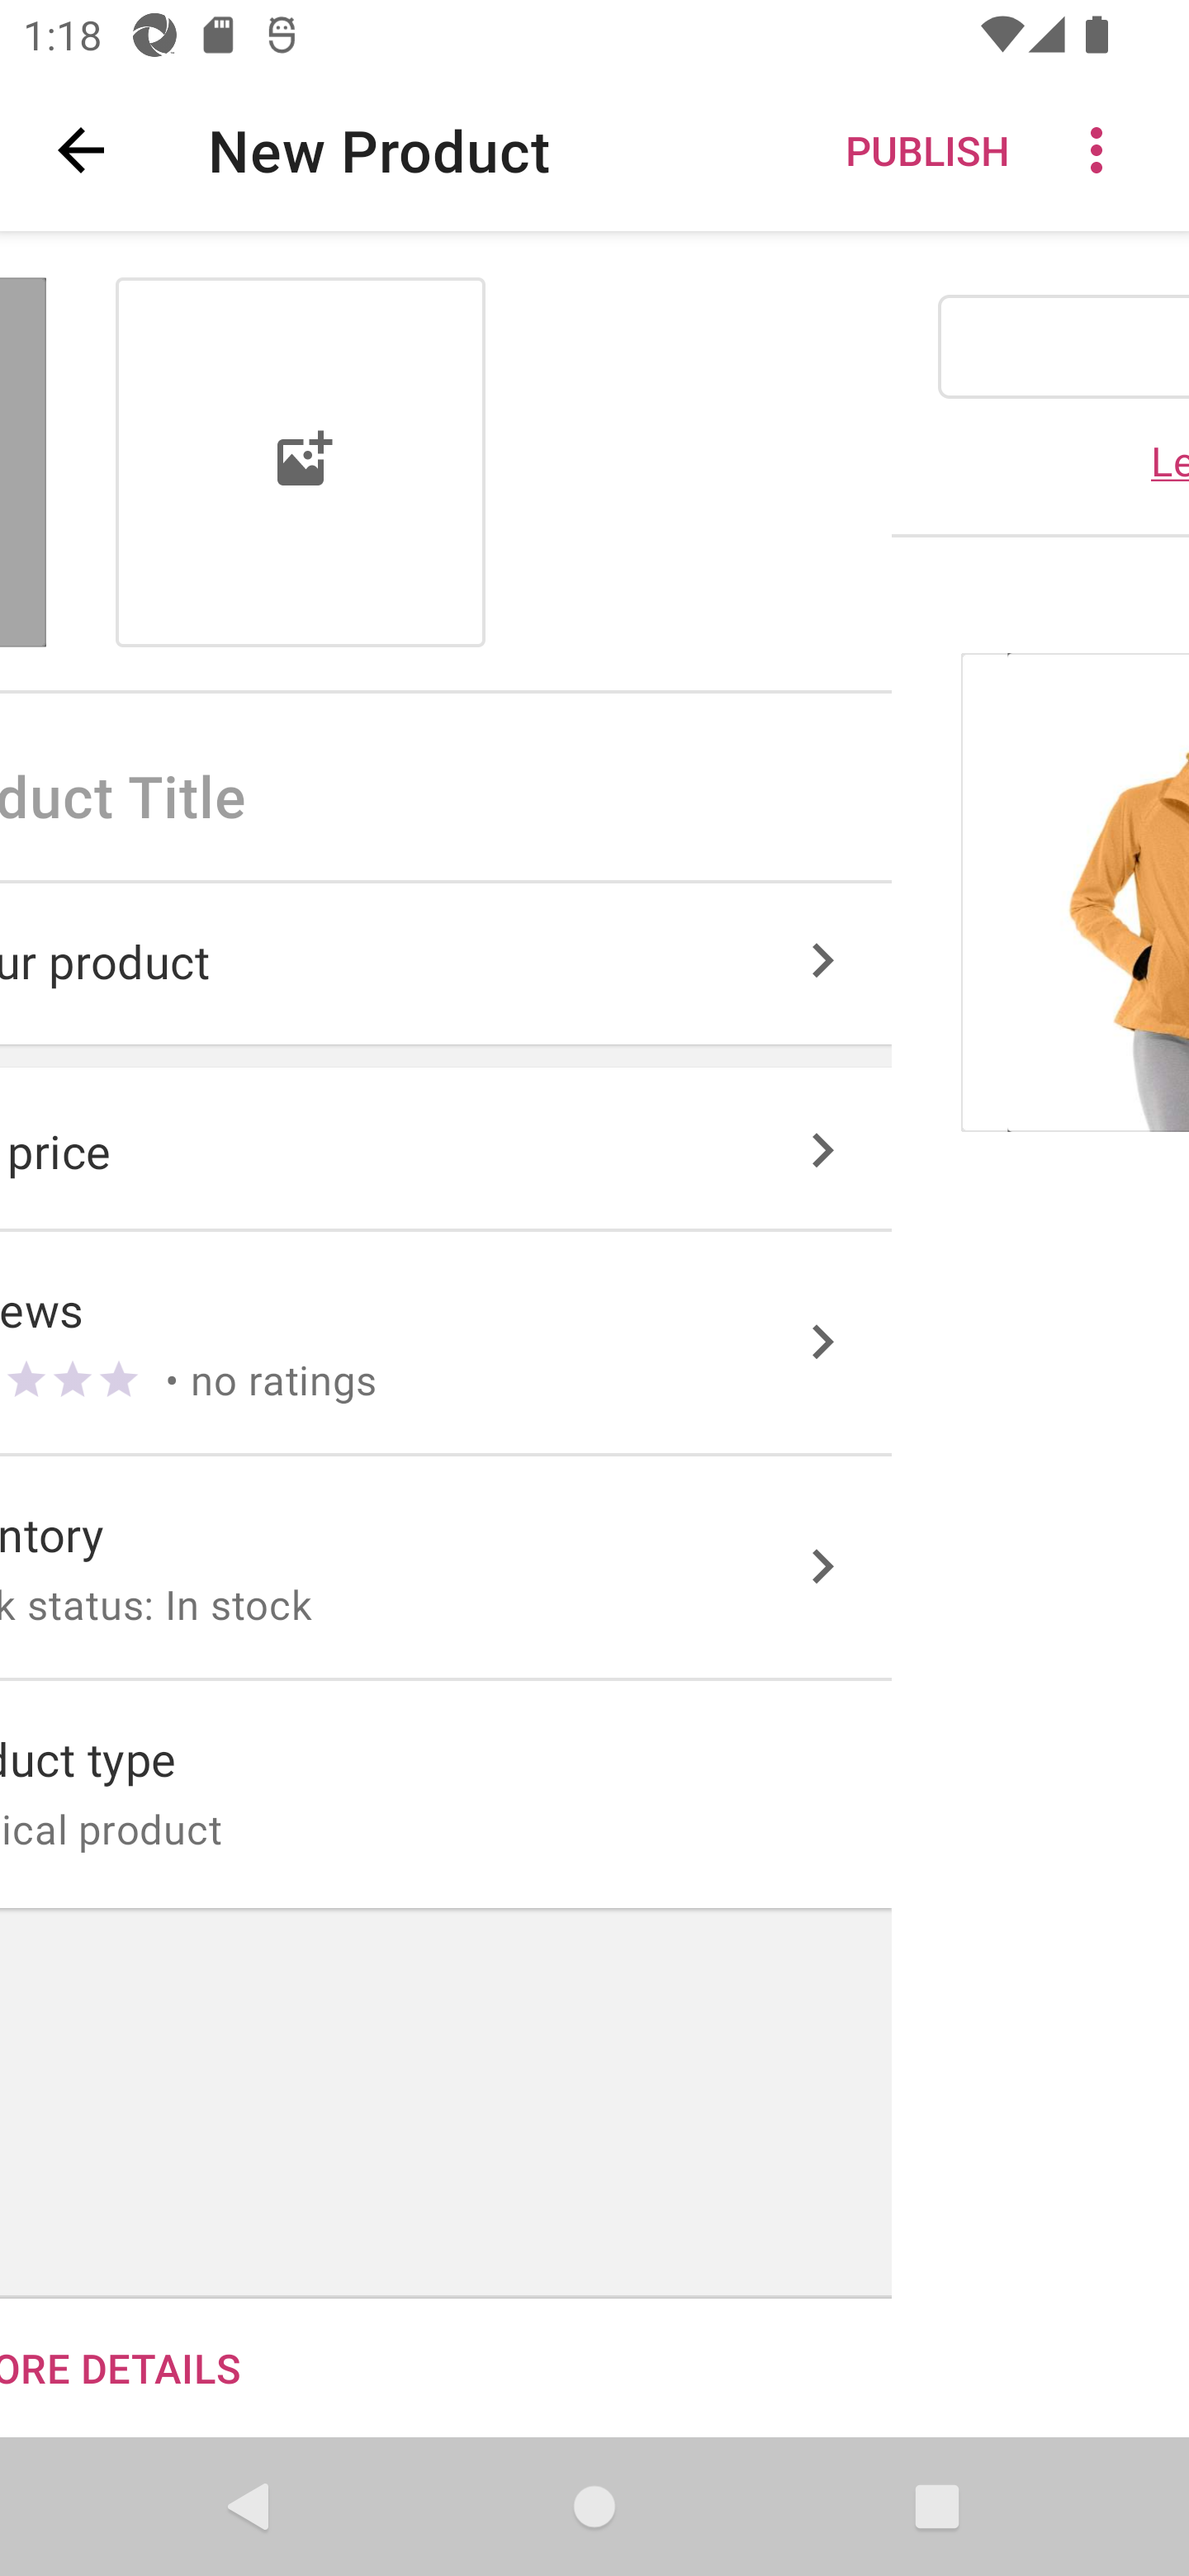 1:18
New Product
PUBLISH
Le
duct Title
ur product
price
ews
• no ratings
ntory
k status: In stock
duct type
ical product
ORE DETAILS